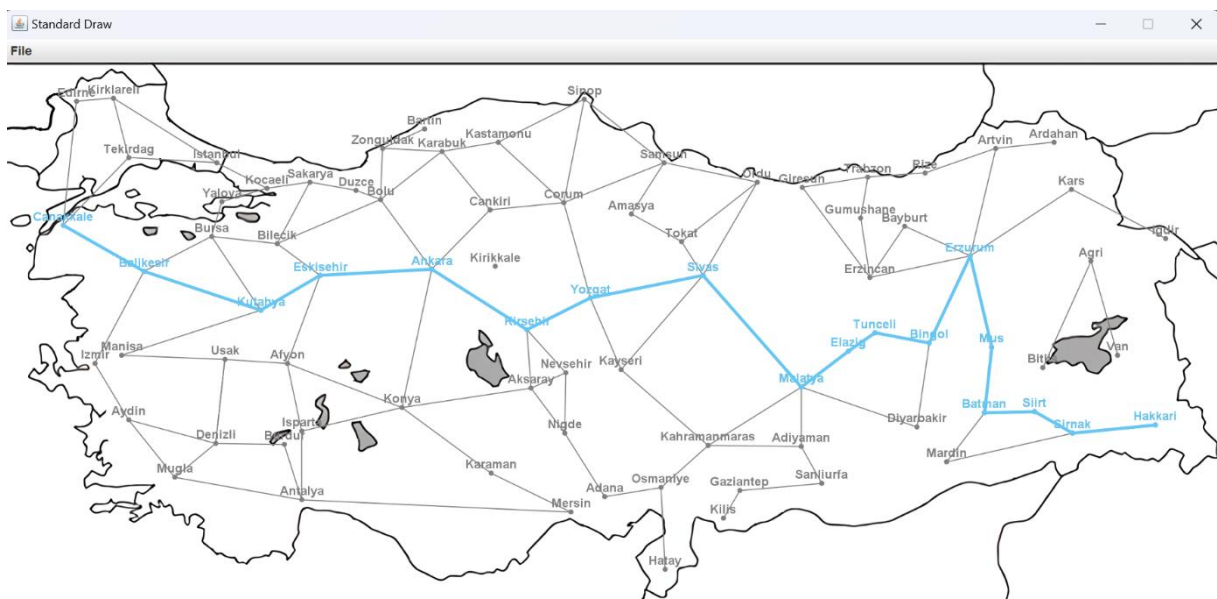 Standard Draw
File
Edirne
Kirklareli
Sinop
Bartin
Zonguldak
Karabuk
Kastamonu
Tekirdag
Istanbul
Samsun
Artvin
Ardahan
Kocaeli
Sakarya
Duzce
Bolu
Yalova
Cankiri
Corum
Amasya
Ordu
Giresun
Trabzon
Rize
Kars
Canakkale
Bursa
Bilecik
Tokat
Gumushane
Bayburt
Igdir
Balikesir
Eskisehir
Ankara
Kirikkale
Sivas
Erzincan
Erzurum
Agri
Kutahya
Yozgat
Kirsehir
Tunceli
Elazig
Bingol
Mus
Izmir
Manisa
Usak
Afyon
Nevsehir
Kayseri
Bitlis
Van
Aksaray
Malatya
Aydin
Konya
Isparta
Nigde
Diyarbakir
Batman
Siirt
Sirnak
Hakkari
Denizli
Burdur
Kahramanmaras
Adiyaman
Mardin
Mugla
Karaman
Antalya
Mersin
Adana
Osmaniye
Gaziantep
Sanliurfa
Kilis
Hatay